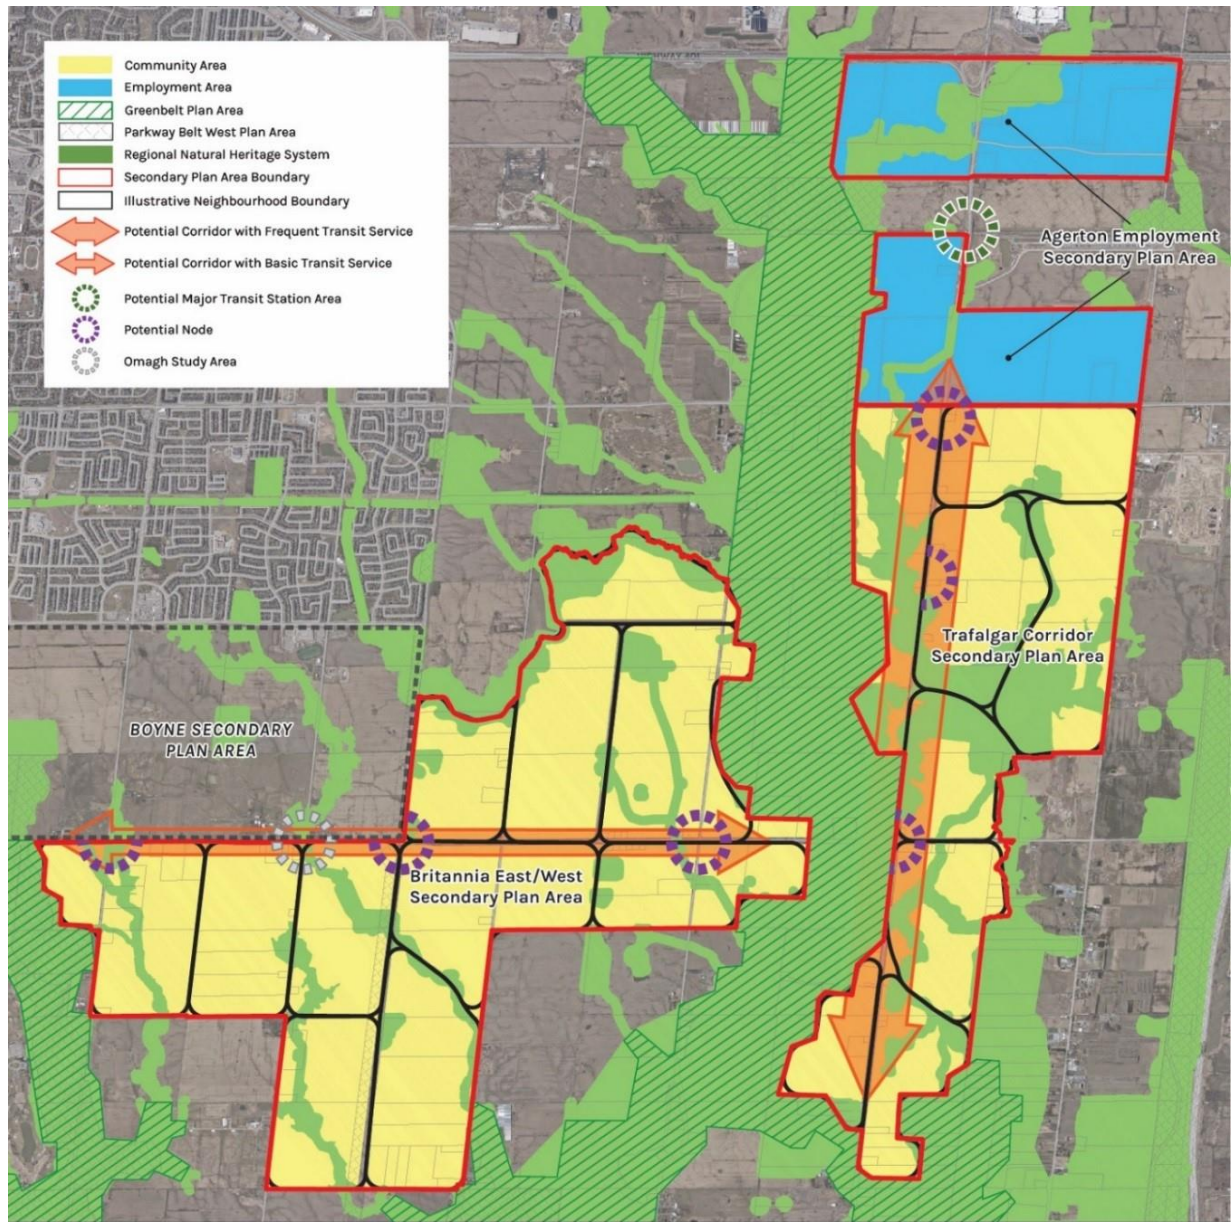 Community Area
Employment Area
Greenbelt Plan Area
Parkway Belt West Plan Area
Regional Natural Heritage System
Secondary Plan Area Boundary
Illustrative Neighbourhood Boundary
Potential Corridor with Frequent Transit Service
Potential Corridor with Basic Transit Service
Potential Major Transit Station Area
Potential Node
Omagh Study Area
Agerton Employment
Secondary Plan Area
Trafalgar Corridor
Secondary Plan Area
BOYNE SECONDARY
PLAN AREA
Britannia East/West
Secondary Plan Area